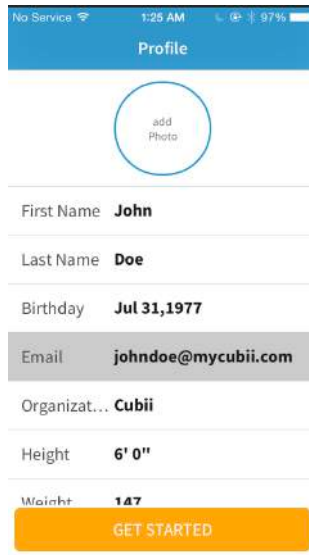 No Service 1:25 AM 97%
Profile
add
Photo
First Name John
Last Name Doe
Birthday Jul 31,1977
Email johndoe@mycubii.com
Organizat... Cubii
Height 6' 0"
Weight 147
GET STARTED